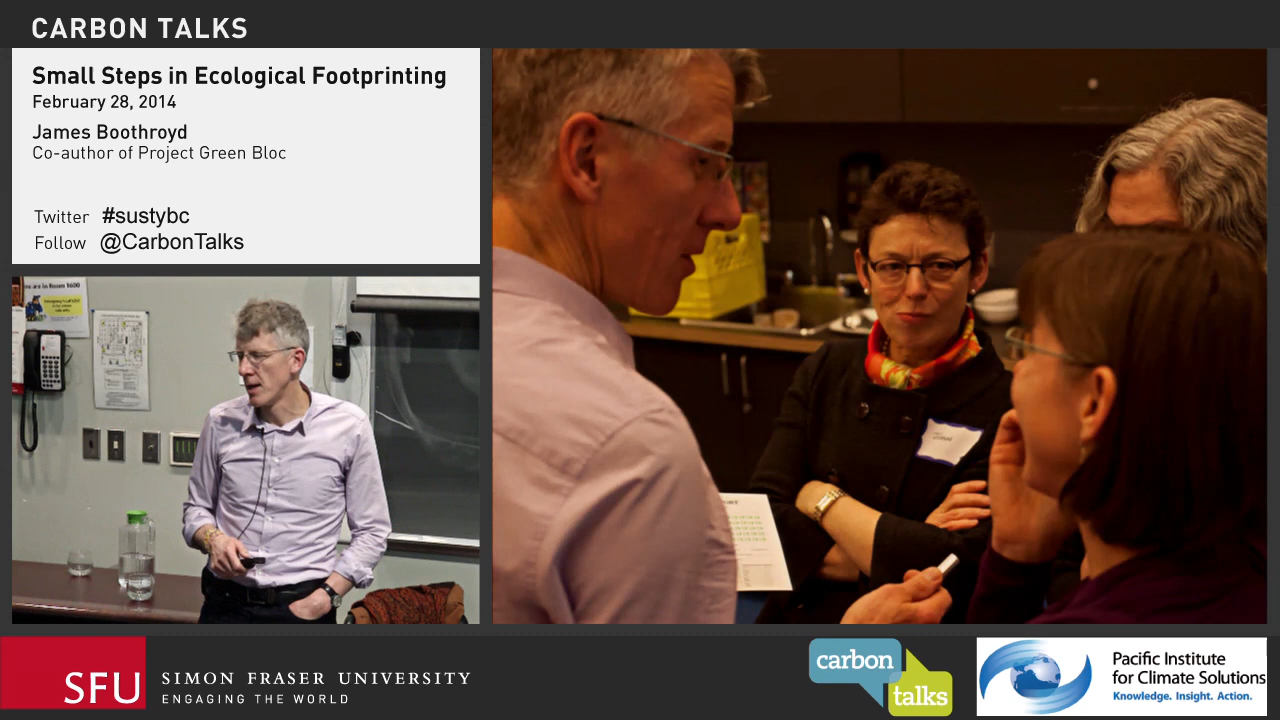 CARBON TALKS
Small Steps in Ecological Footprinting
February 28, 2014
James Boothroyd
Co-author of Project Green Bloc
Twitter #sustybc
Follow @CarbonTalks
SFU
SIMON FRASER UNIVERSITY
ENGAGING THE WORLD
carbon
talks
Pacific Institute
for Climate Solutions
Knowledge. Insight. Action.